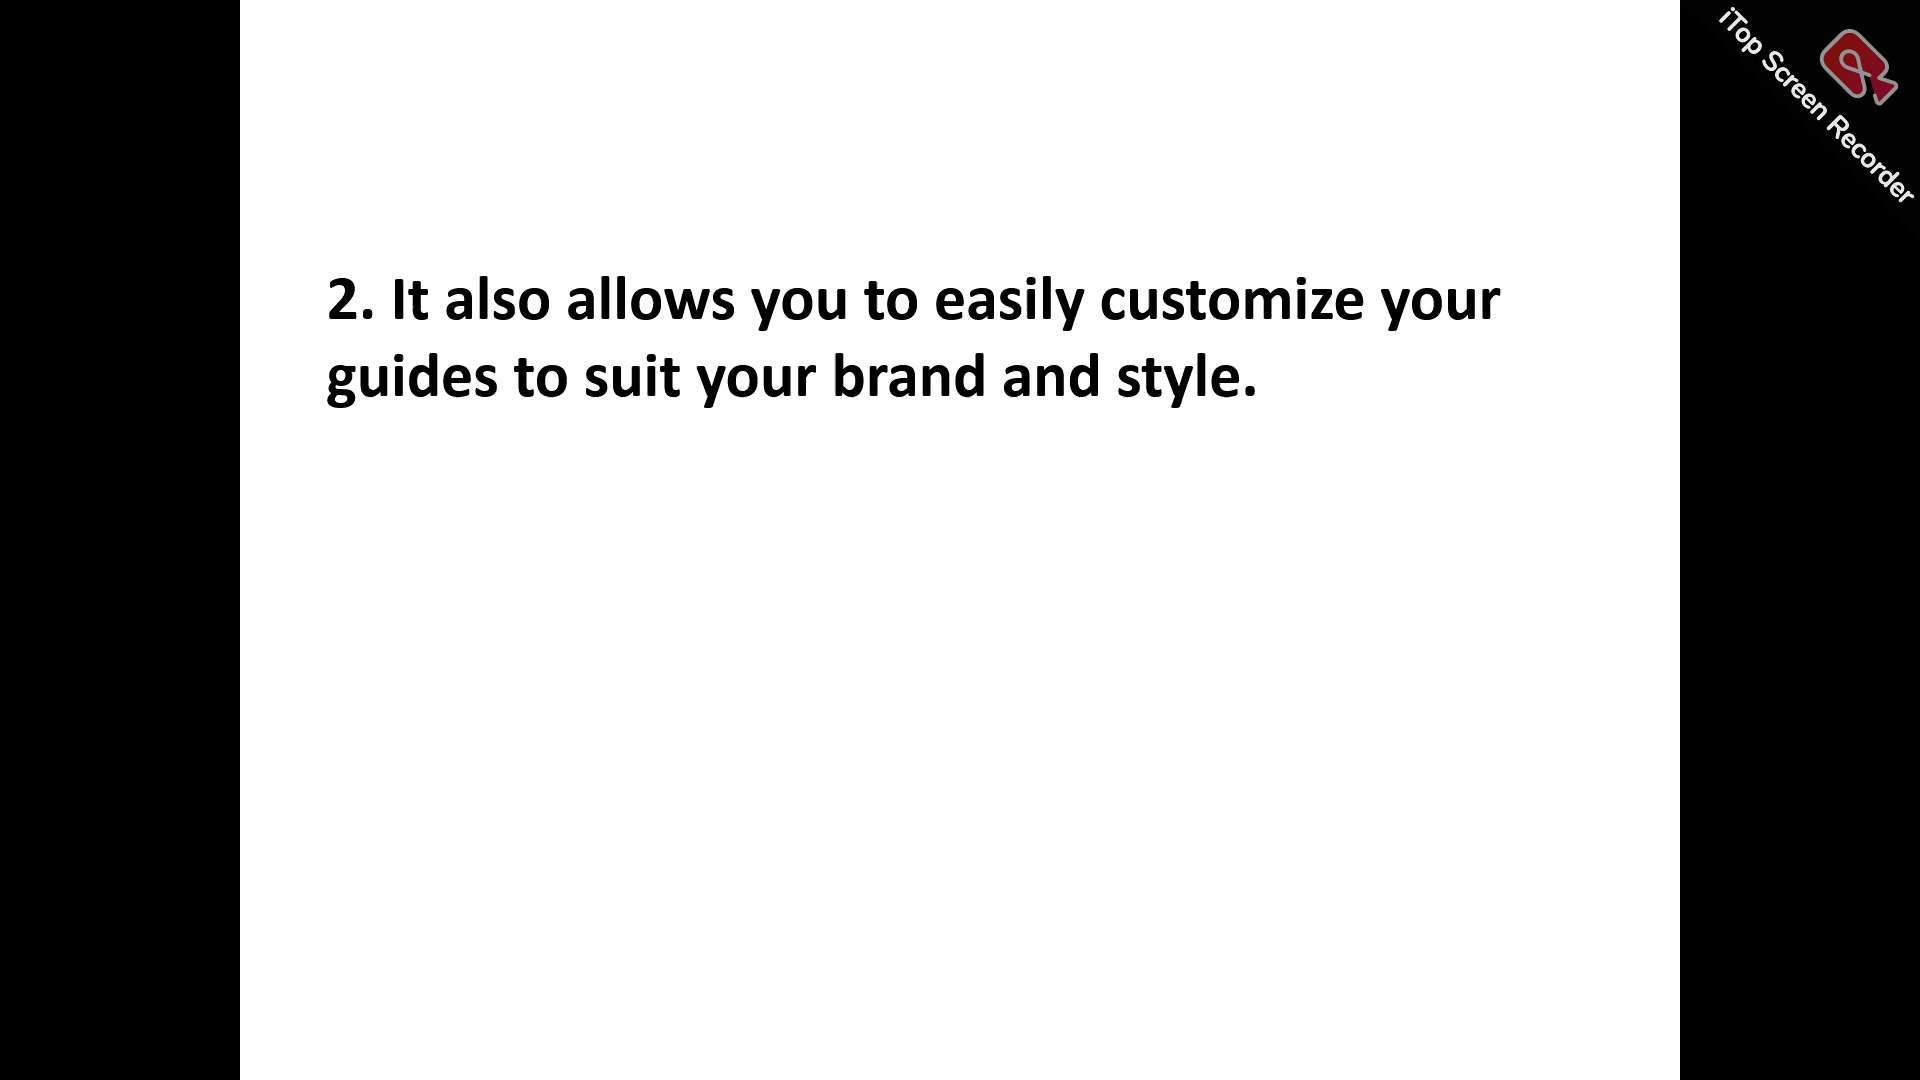 iTop Screen Recorder
2. It also allows you to easily customize your
guides to suit your brand and style.